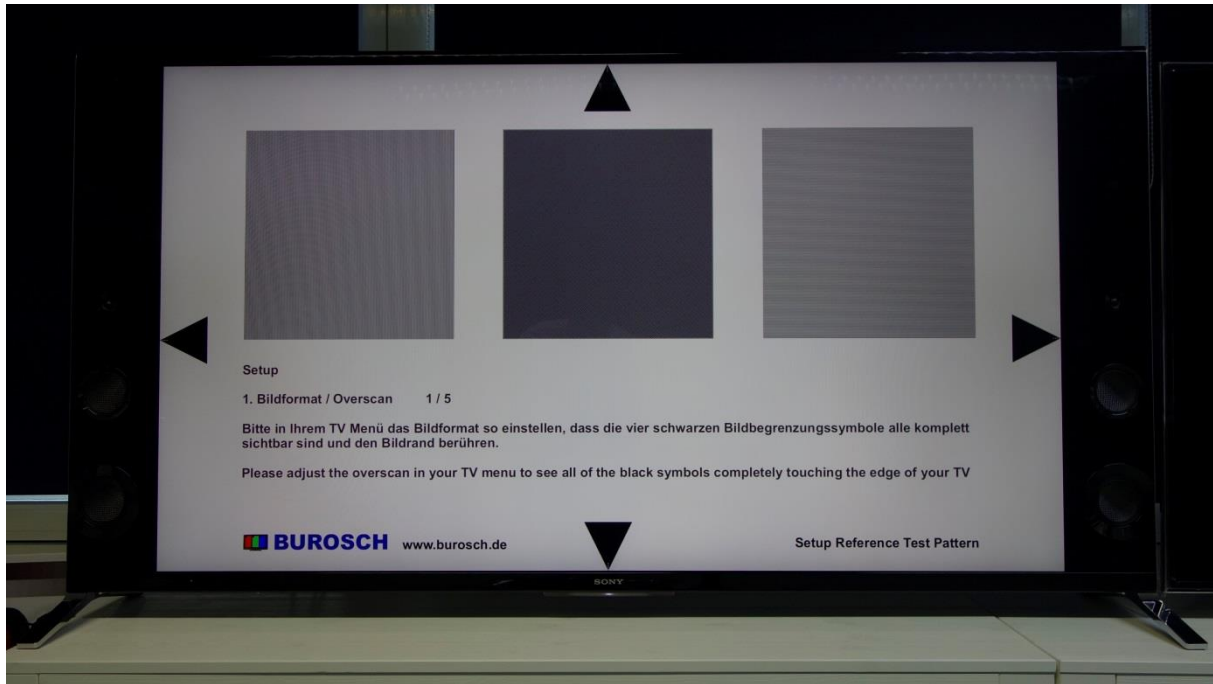 Setup
1. Bildformat / Overscan 1 / 5
Bitte in Ihrem TV Menü das Bildformat so einstellen, dass die vier schwarzen Bildbegrenzungssymbole alle komplett
sichtbar sind und den Bildrand berühren.
Please adjust the overscan in your TV menu to see all of the black symbols completely touching the edge of your TV
BUROSCH www.burosch.de Setup Reference Test Pattern
SONY